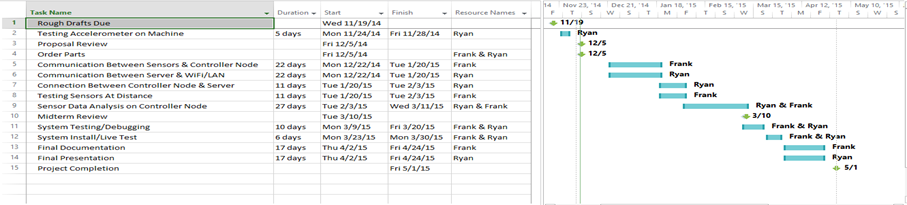 Task Name Duration Start Finish Resource Names
14 Nov 23, '14 Dec 21, '14 Jan 18, '15 Feb 15, '15 Mar 15, '15 Apr 12, '15 May 10, '15
F T S W S T M F T S W S T M F T S W S
1 Rough Drafts Due Wed 11/19/14 11/19
2 Testing Accelerometer on Machine 5 days Mon 11/24/14 Fri 11/28/14 Ryan Ryan
3 Proposal Review Fri 12/5/14 12/5
4 Order Parts Fri 12/5/14 Frank & Ryan 12/5
5 Communication Between Sensors & Controller Node 22 days Mon 12/22/14 Tue 1/20/15 Frank Frank
6 Communication Between Server & WiFi/LAN 22 days Mon 12/22/14 Tue 1/20/15 Ryan Ryan
7 Connection Between Controller Node & Server 11 days Tue 1/20/15 Tue 2/3/15 Ryan Ryan
8 Testing Sensors At Distance 11 days Tue 1/20/15 Tue 2/3/15 Frank Frank
9 Sensor Data Analysis on Controller Node 27 days Tue 2/3/15 Wed 3/11/15 Ryan & Frank Ryan & Frank
10 Midterm Review Tue 3/10/15 3/10
11 System Testing/Debugging 10 days Mon 3/9/15 Fri 3/20/15 Frank & Ryan Frank & Ryan
12 System Install/Live Test 6 days Mon 3/23/15 Mon 3/30/15 Frank & Ryan Frank & Ryan
13 Final Documentation 17 days Thu 4/2/15 Fri 4/24/15 Frank Frank
14 Final Presentation 17 days Thu 4/2/15 Fri 4/24/15 Ryan Ryan
15 Project Completion Fri 5/1/15 5/1